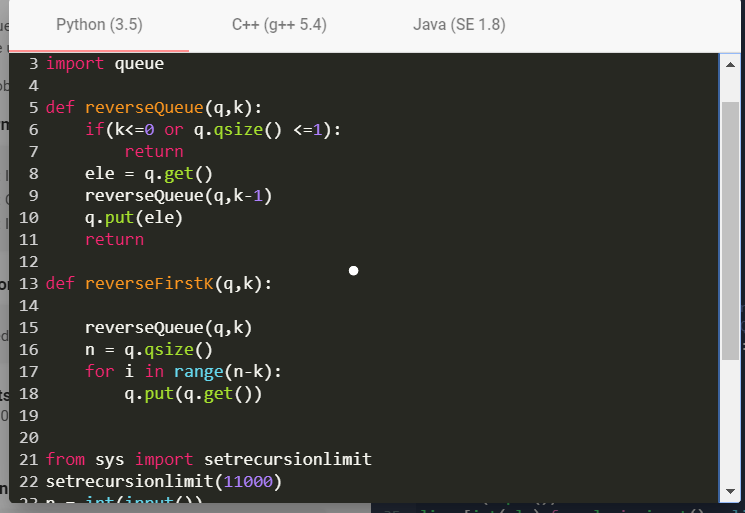 Python (3.5) C++ (g++ 5.4) Java (SE 1.8)
3 import queue
4
5 def reverseQueue(q,k):
6     if(k<=0 or q.qsize() <=1):
7         return
8     ele = q.get()
9     reverseQueue(q,k-1)
10     q.put(ele)
11     return
12
13 def reverseFirstK(q,k):
14
15     reverseQueue(q,k)
16     n = q.qsize()
17     for i in range(n-k):
18         q.put(q.get())
19
20
21 from sys import setrecursionlimit
22 setrecursionlimit(11000)
23 n = int(input())